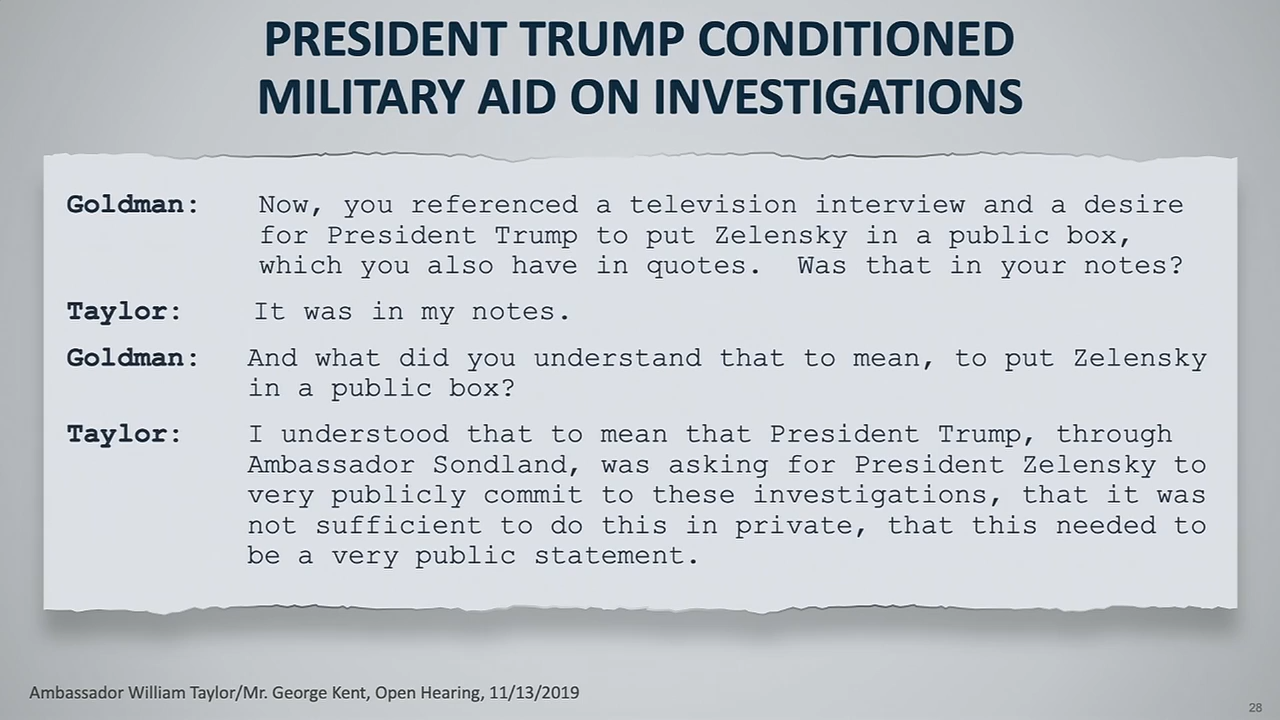 PRESIDENT TRUMP CONDITIONED
MILITARY AID ON INVESTIGATIONS
Goldman: Now, you referenced a television interview and a desire
for President Trump to put Zelensky in a public box,
which you also have in quotes. Was that in your notes?
Taylor: It was in my notes.
Goldman: And what did you understand that to mean, to put Zelensky
in a public box?
Taylor: I understood that to mean that President Trump, through
Ambassador Sondland, was asking for President Zelensky to
very publicly commit to these investigations, that it was
not sufficient to do this in private, that this needed to
be a very public statement.
Ambassador William Taylor/Mr. George Kent, Open Hearing, 11/13/2019
28